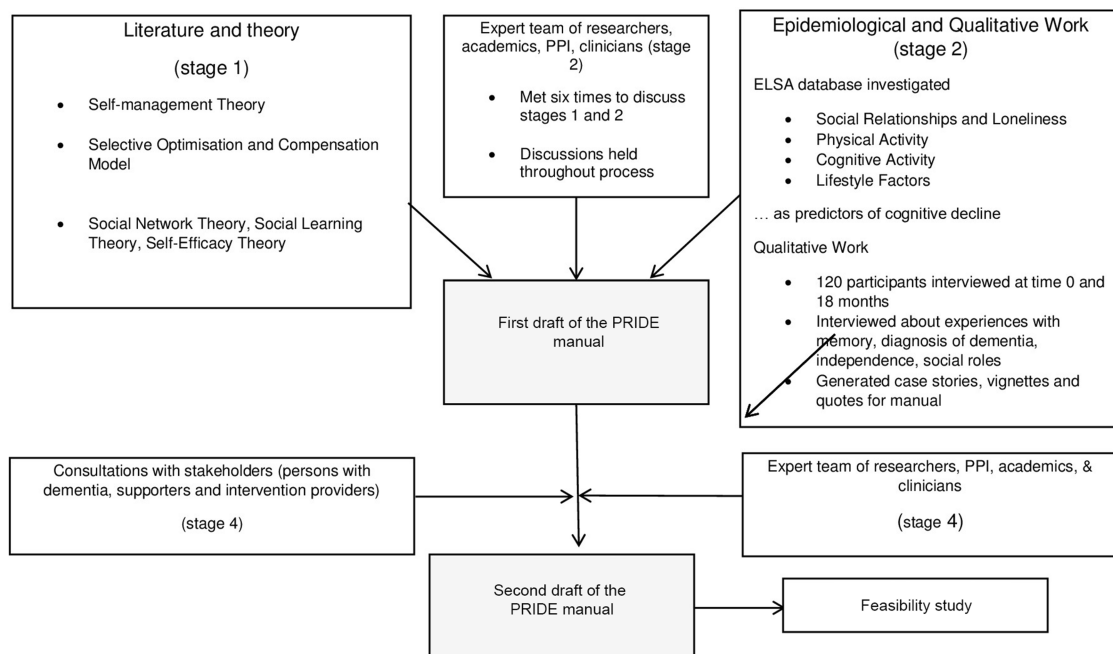 Literature and theory
(stage 1)
• Self-management Theory
• Selective Optimisation and Compensation
Model
• Social Network Theory, Social Learning
Theory, Self-Efficacy Theory
Expert team of researchers,
academics, PPI, clinicians (stage
2)
• Met six times to discuss
stages 1 and 2
• Discussions held
throughout process
Epidemiological and Qualitative Work
(stage 2)
ELSA database investigated
• Social Relationships and Loneliness
• Physical Activity
• Cognitive Activity
• Lifestyle Factors
… as predictors of cognitive decline
Qualitative Work
• 120 participants interviewed at time 0 and
18 months
• Interviewed about experiences with
memory, diagnosis of dementia,
independence, social roles
• Generated case stories, vignettes and
quotes for manual
First draft of the PRIDE
manual
Consultations with stakeholders (persons with
dementia, supporters and intervention providers)
(stage 4)
Expert team of researchers, PPI, academics, &
clinicians
(stage 4)
Second draft of the
PRIDE manual
Feasibility study